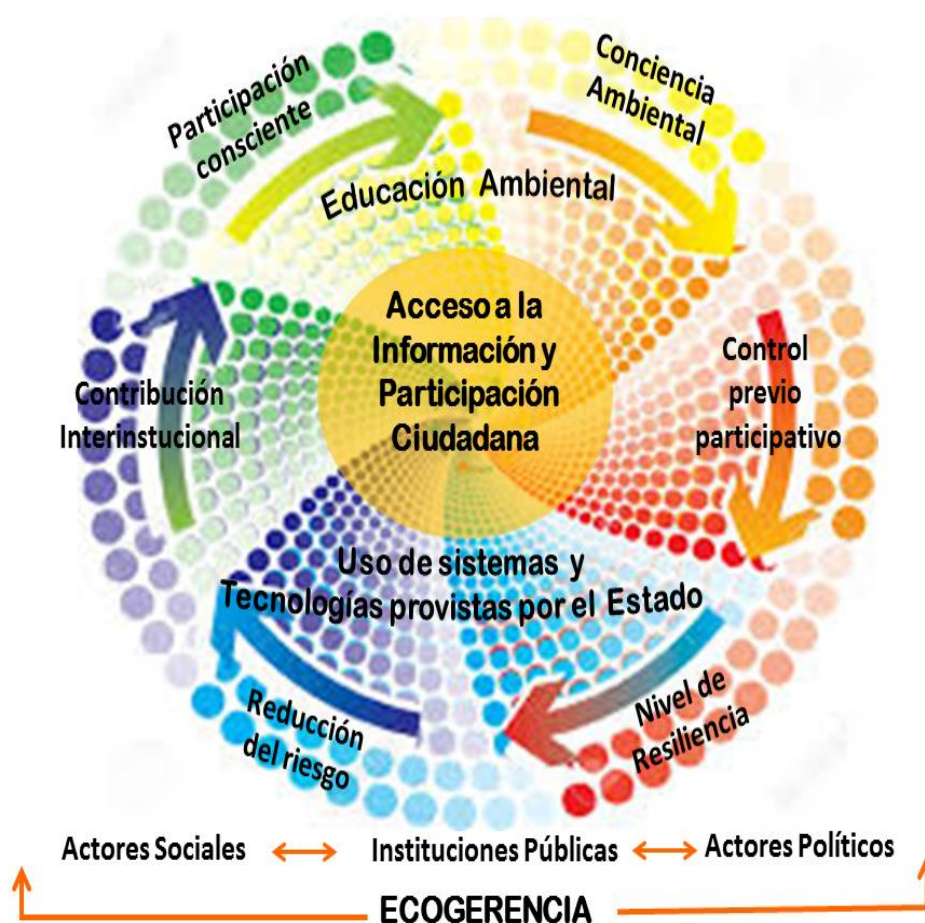 Participación
consciente
Conciencia
Ambiental
Educación Ambiental
Acceso a la
Información y
Participación
Ciudadana
Control
previo
participativo
Contribución
Interinstucional
Uso de sistemas y
Tecnologías provistas por el Estado
Nivel de
Resiliencia
Reducción
del riesgo
Actores Sociales Instituciones Públicas Actores Políticos
ECOGERENCIA